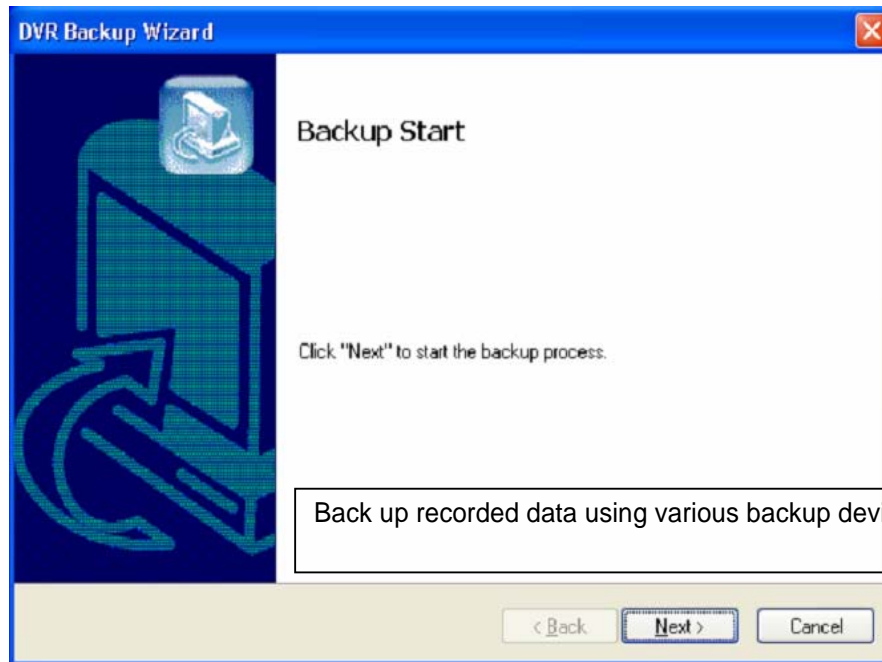 DVR Backup Wizard
Backup Start
Click "Next" to start the backup process.
Back up recorded data using various backup
< Back Next > Cancel